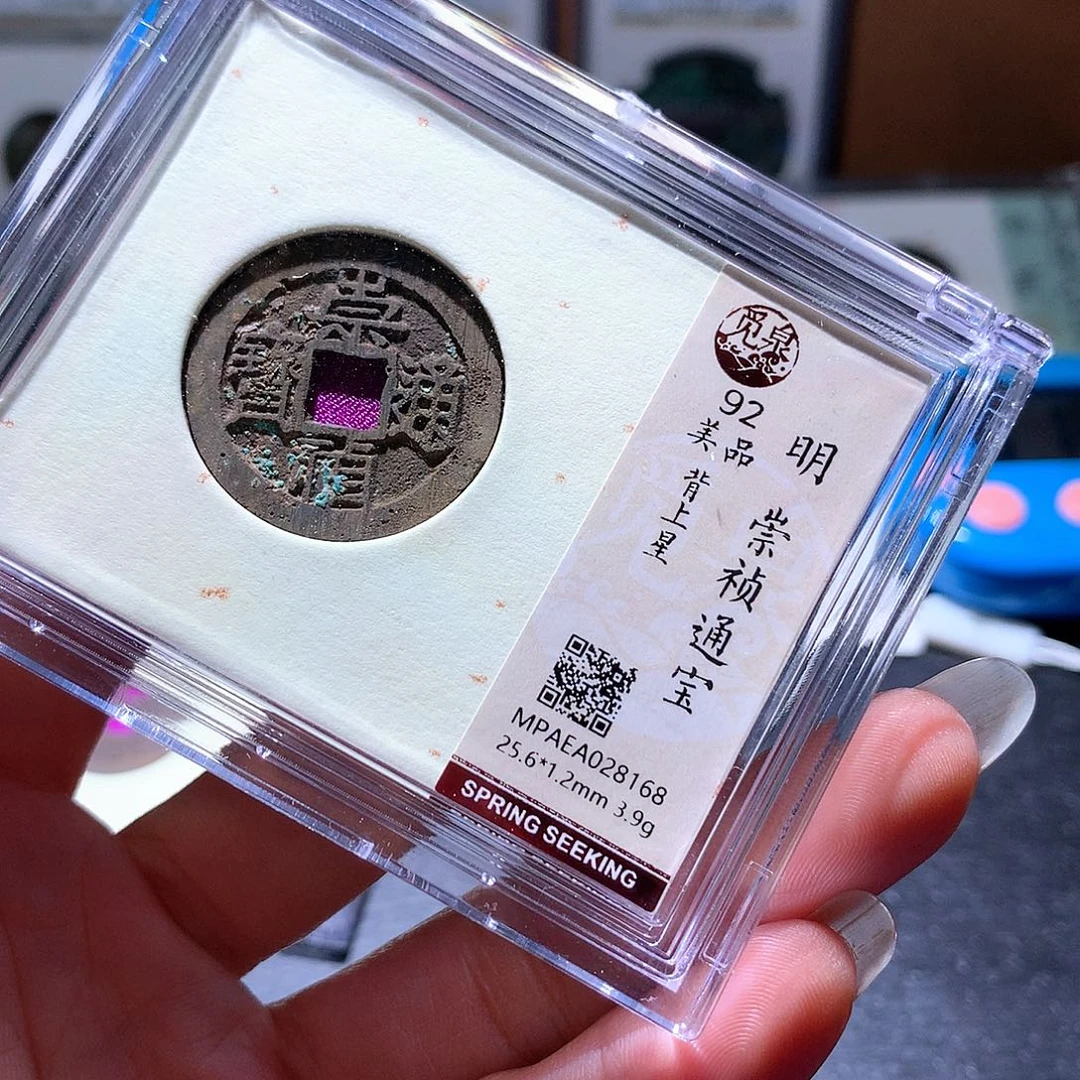 崇禎通寶
觅泉
92
美品
背上星
明
崇祯通宝
MPAEA028168
25.6*1.2mm 3.9g
SPRING SEEKING